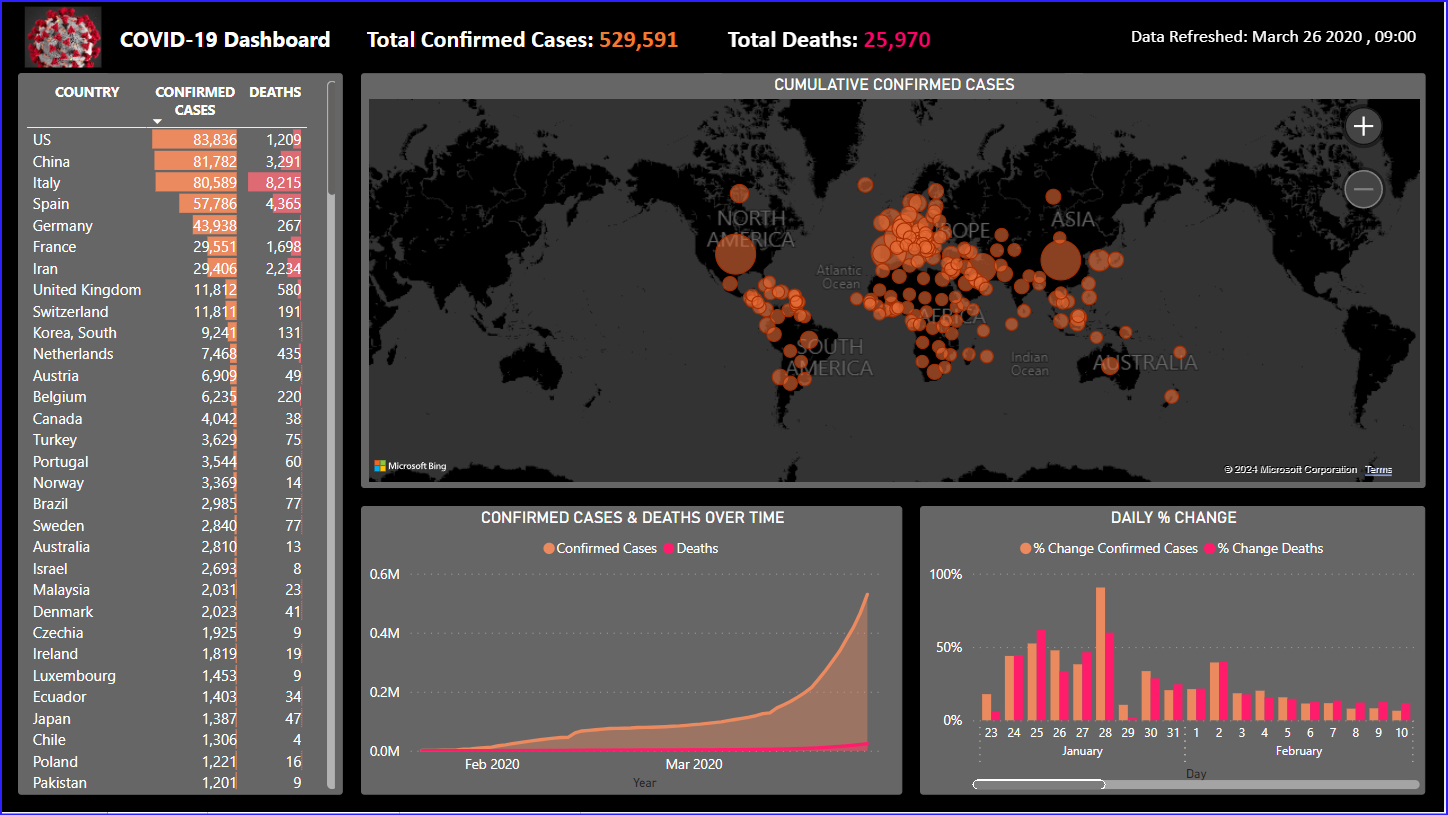 COVID-19 Dashboard
Total Confirmed Cases: 529,591
Total Deaths: 25,970
Data Refreshed: March 26 2020 , 09:00
COUNTRY CONFIRMED CASES DEATHS
US 83,836 1,209
China 81,782 3,291
Italy 80,589 8,215
Spain 57,786 4,365
Germany 43,938 267
France 29,551 1,698
Iran 29,406 2,234
United Kingdom 11,812 580
Switzerland 11,811 191
Korea, South 9,241 131
Netherlands 7,468 435
Austria 6,909 49
Belgium 6,235 220
Canada 4,042 38
Turkey 3,629 75
Portugal 3,544 60
Norway 3,369 14
Brazil 2,985 77
Sweden 2,840 77
Australia 2,810 13
Israel 2,693 8
Malaysia 2,031 23
Denmark 2,023 41
Czechia 1,925 9
Ireland 1,819 19
Luxembourg 1,453 9
Ecuador 1,403 34
Japan 1,387 47
Chile 1,306 4
Poland 1,221 16
Pakistan 1,201 9
CUMULATIVE CONFIRMED CASES
NORTH
AMERICA
OPE
ASIA
Atlantic
Ocean
AFRICA
SOUTH
AMERICA
Indian
Ocean
AUSTRALIA
Microsoft Bing
© 2024 Microsoft Corporation Terms
CONFIRMED CASES & DEATHS OVER TIME
Confirmed Cases Deaths
0.6M
0.4M
0.2M
0.0M
Feb 2020 Mar 2020
Year
DAILY % CHANGE
% Change Confirmed Cases % Change Deaths
100%
50%
0%
23 24 25 26 27 28 29 30 31 1 2 3 4 5 6 7 8 9 10
January February
Day